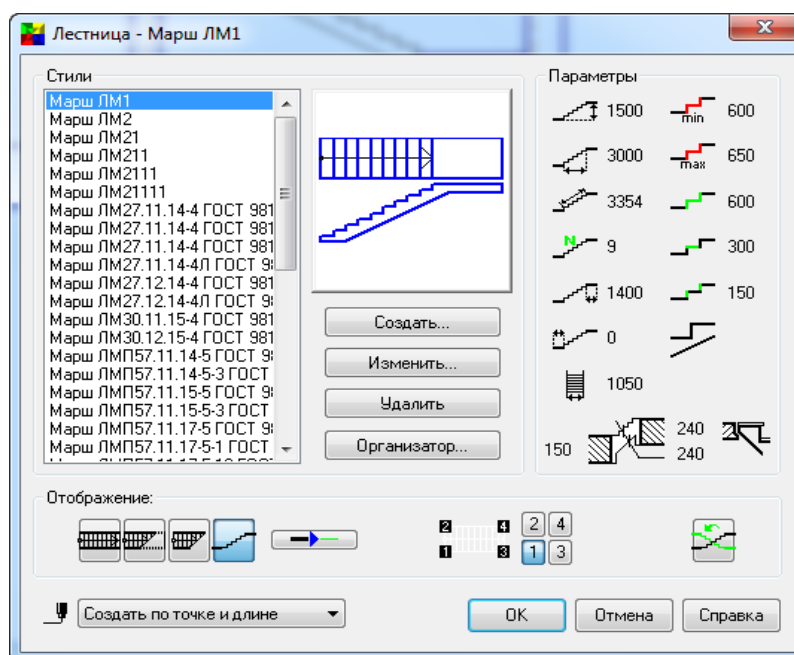 Лестница - Марш ЛМ1
Стили
Марш ЛМ1
Марш ЛМ2
Марш ЛМ21
Марш ЛМ211
Марш ЛМ2111
Марш ЛМ21111
Марш ЛМ27.11.14-4 ГОСТ 981
Марш ЛМ27.11.14-4 ГОСТ 981
Марш ЛМ27.11.14-4 ГОСТ 981
Марш ЛМ27.11.14-4Л ГОСТ 9
Марш ЛМ27.12.14-4 ГОСТ 981
Марш ЛМ27.12.14-4Л ГОСТ 9
Марш ЛМ30.11.15-4 ГОСТ 981
Марш ЛМ30.12.15-4 ГОСТ 981
Марш ЛМП57.11.14-5 ГОСТ 9
Марш ЛМП57.11.14-5-3 ГОСТ
Марш ЛМП57.11.15-5 ГОСТ 9
Марш ЛМП57.11.15-5-3 ГОСТ
Марш ЛМП57.11.17-5 ГОСТ 9
Марш ЛМП57.11.17-5-1 ГОСТ
Создать...
Изменить...
Удалить
Организатор...
Параметры
1500 min 600
3000 max 650
3354 600
N 9 300
1400 150
0
1050
150 240
240
Отображение:
2 4 2 4
1 3 1 3
Создать по точке и длине
OK Отмена Справка